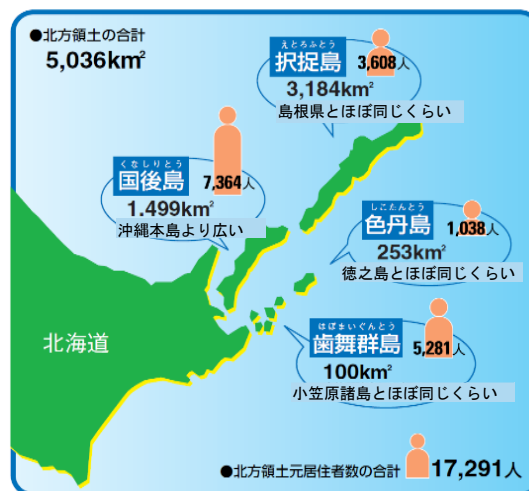 ●北方領土の合計
5,036km²
えとろふとう
択捉島
3,608人
3,184km²
島根県とほぼ同じくらい
くなしりとう
国後島
7,364人
1.499km²
沖縄本島より広い
しこたんとう
色丹島
1,038人
253km²
徳之島とほぼ同じくらい
北海道
はぼまいぐんとう
歯舞群島
5,281人
100km²
小笠原諸島とほぼ同じくらい
●北方領土元居住者数の合計 17,291人